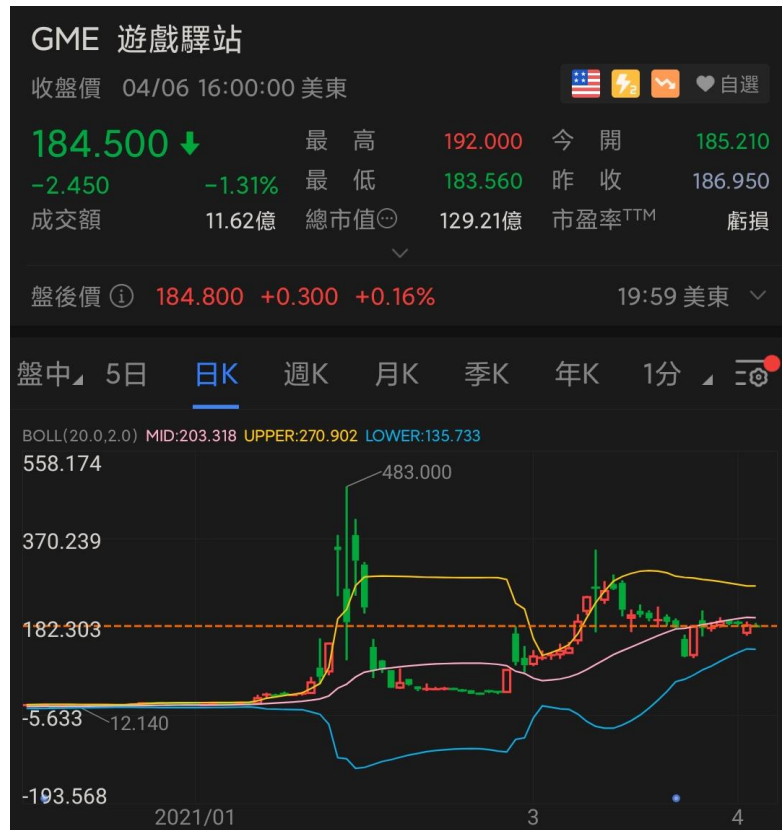 GME 遊戲驛站
收盤價 04/06 16:00:00 美東 2 自選
184.500 最高 192.000 今開 185.210
-2.450 -1.31% 最低 183.560 昨收 186.950
成交額 11.62億 總市值 129.21億 市盈率TTM 虧損
盤後價 184.800 +0.300 +0.16% 19:59 美東
盤中 5日 日K 週K 月K 季K 年K 1分
BOLL(20.0,2.0) MID:203.318 UPPER:270.902 LOWER:135.733
558.174
483.000
370.239
182.303
-5.633
12.140
-193.568
2021/01 3 4